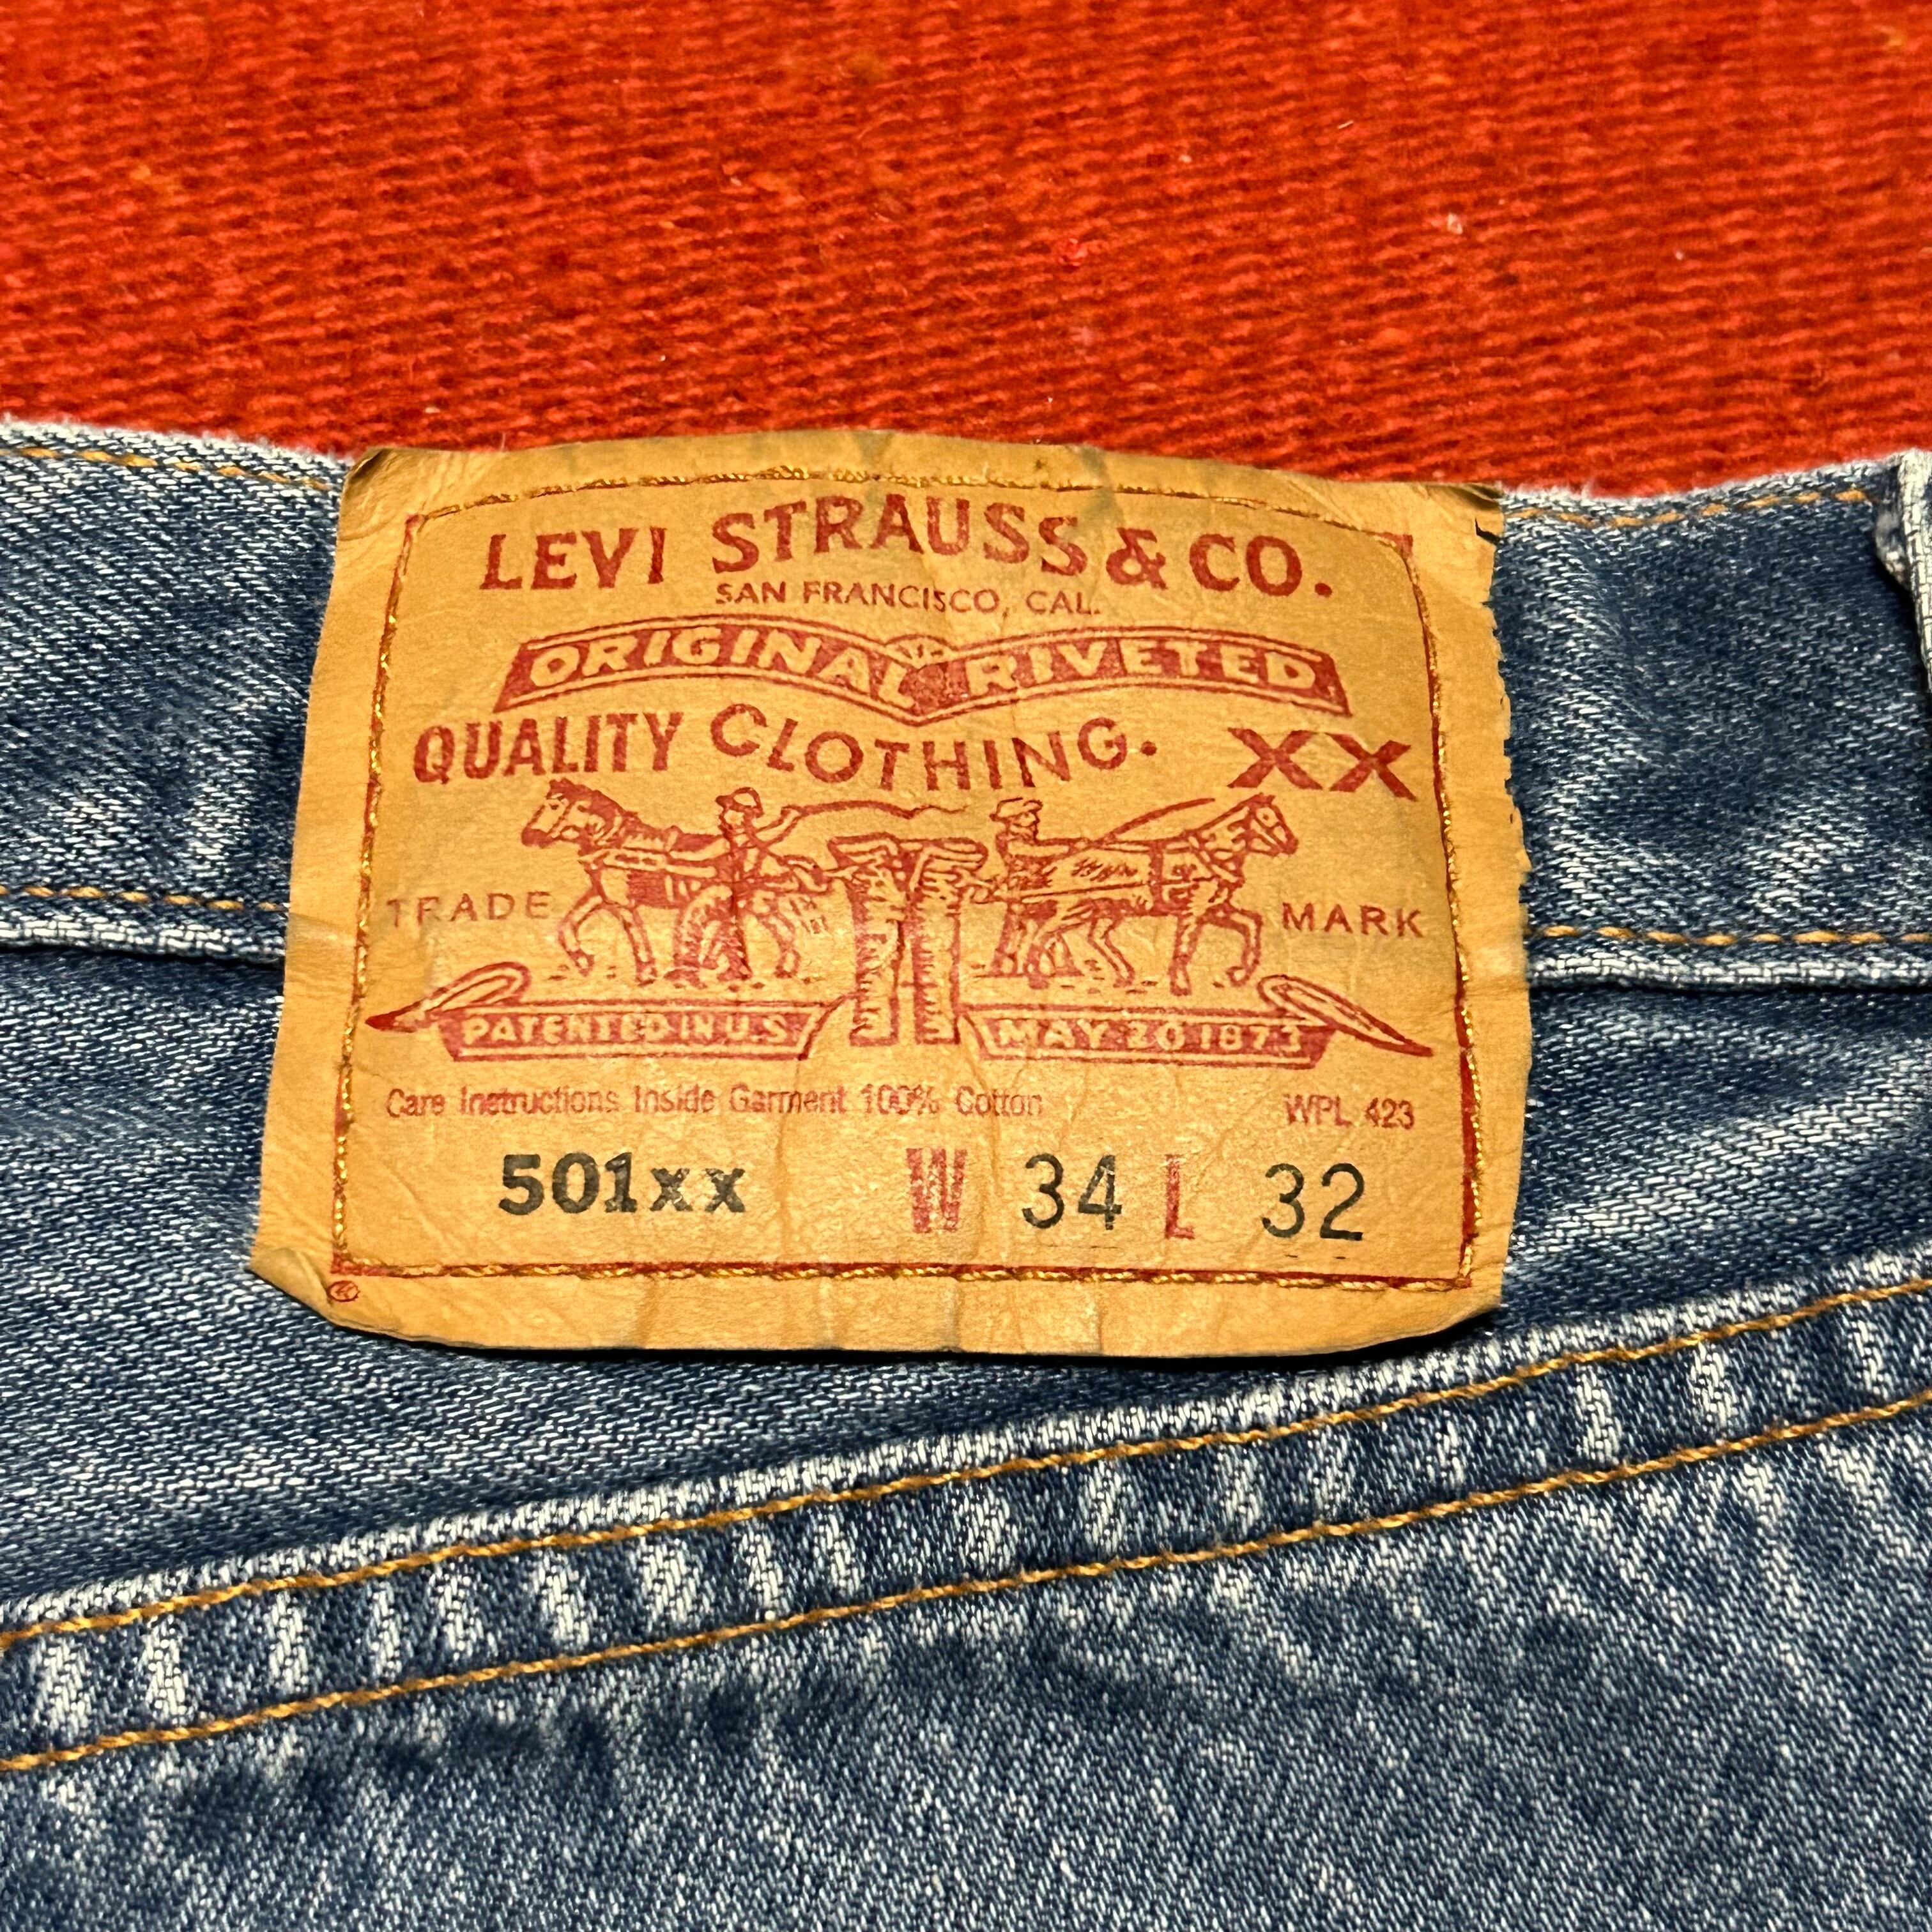 LEVI STRAUSS & CO.
SAN FRANCISCO, CAL.
ORIGINAL RIVETED
QUALITY CLOTHING. XX
TRADE MARK
PATENTED IN U.S MAY 20 1873
Care Instructions Inside Garment 100% Cotton WPL 423
501xx W 34 L 32
®